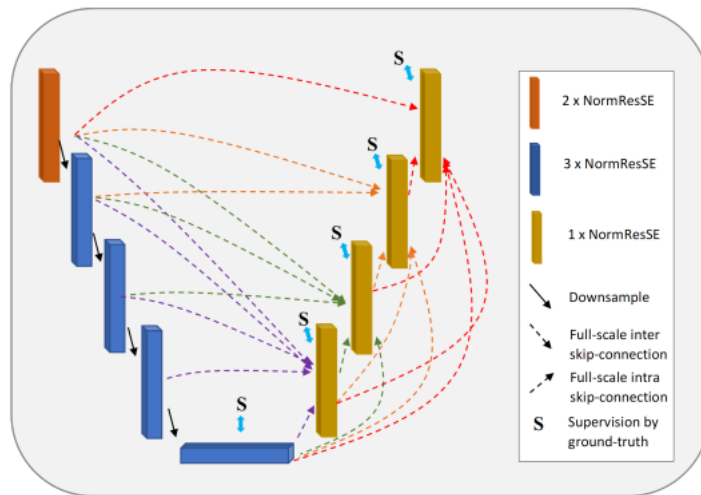 S
S
S
S
S
2 x NormResSE
3 x NormResSE
1 x NormResSE
Downsample
Full-scale inter
skip-connection
Full-scale intra
skip-connection
S Supervision by
ground-truth